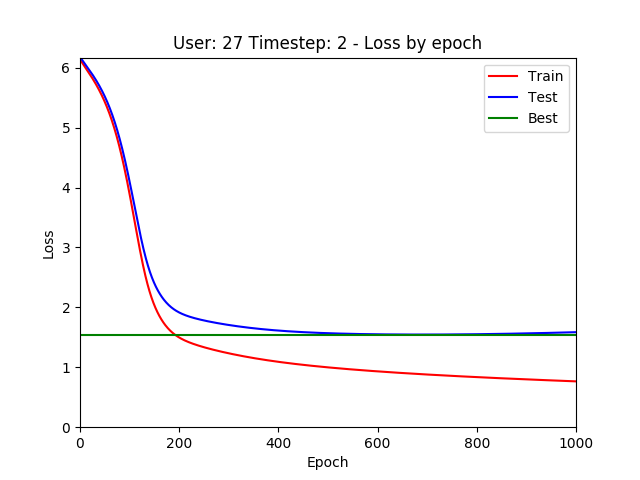 User: 27 Timestep: 2 - Loss by epoch
6
5
4
3
2
1
0
Loss
Train
Test
Best
0 200 400 600 800 1000
Epoch